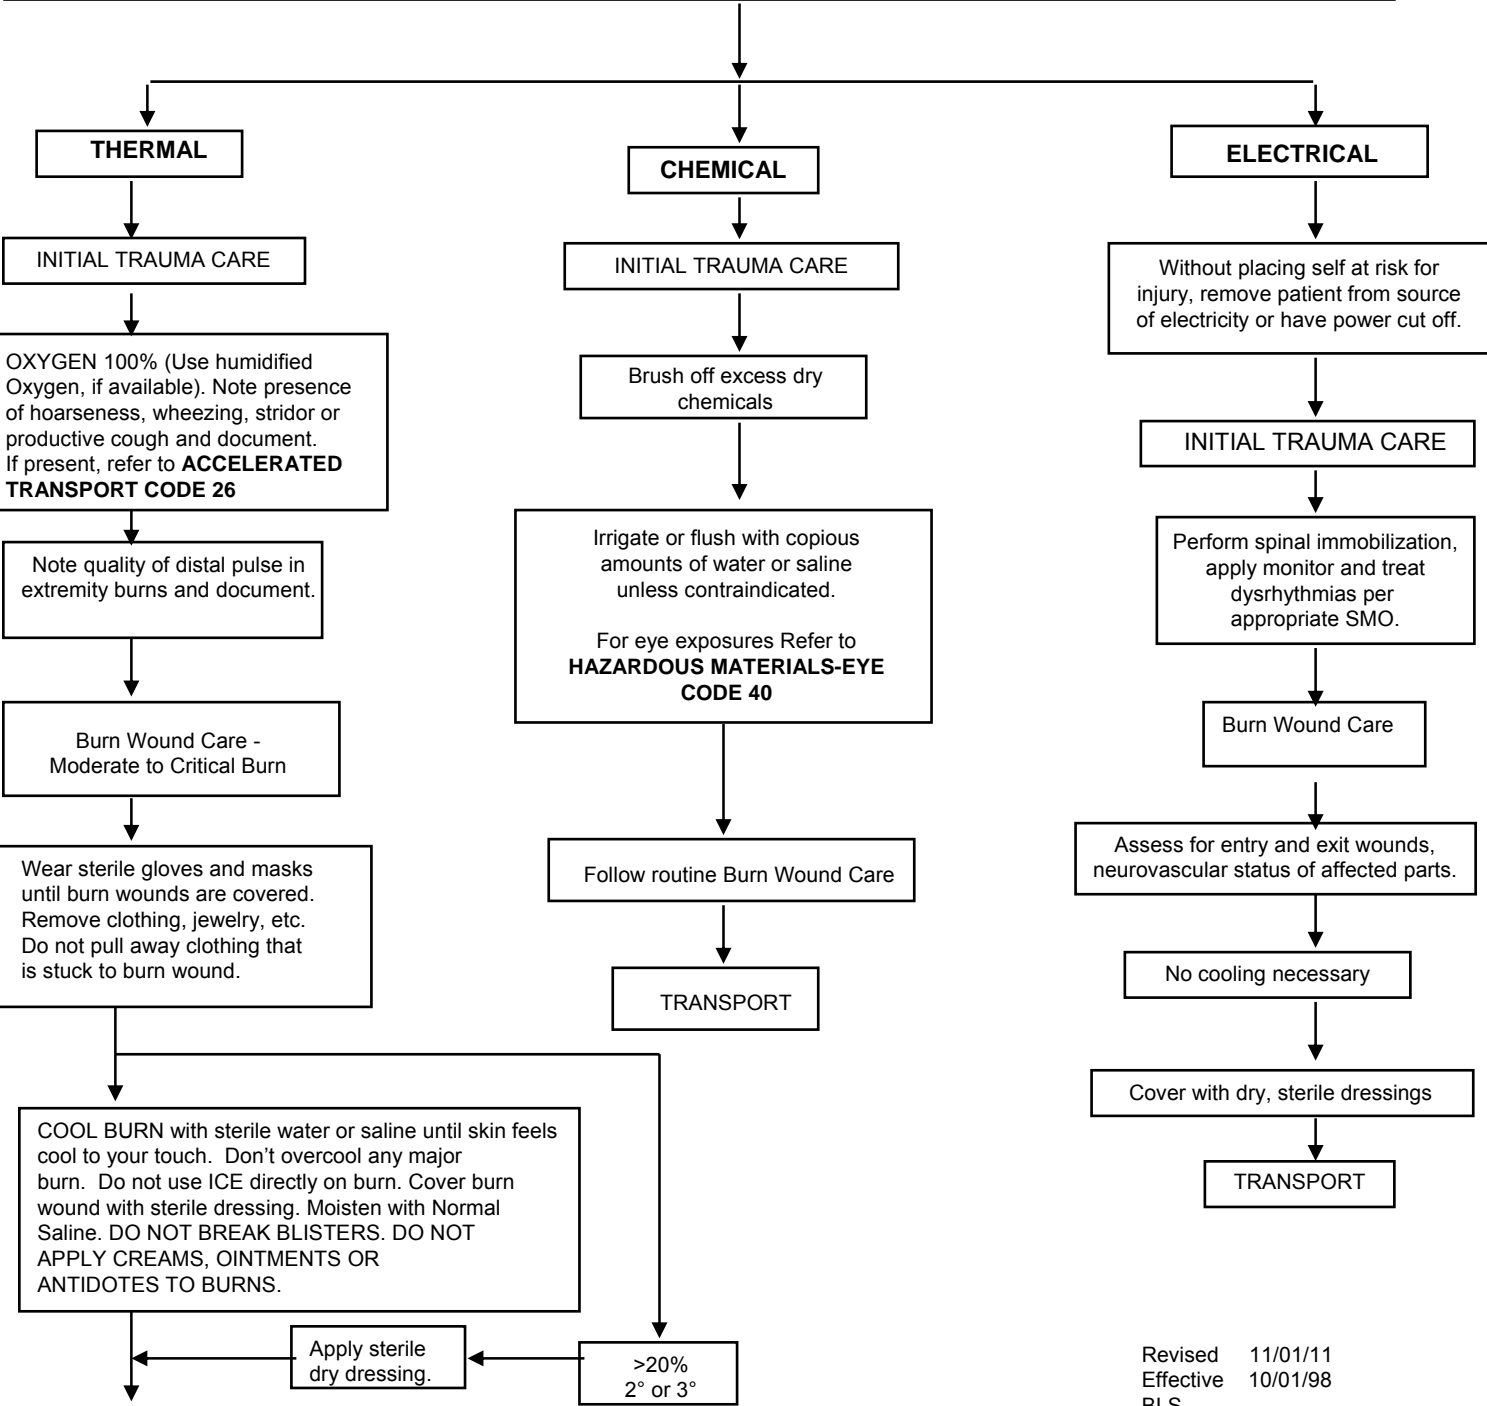 THERMAL
INITIAL TRAUMA CARE
OXYGEN 100% (Use humidified
Oxygen, if available). Note presence
of hoarseness, wheezing, stridor or
productive cough and document.
If present, refer to ACCELERATED
TRANSPORT CODE 26
Note quality of distal pulse in
extremity burns and document.
Burn Wound Care -
Moderate to Critical Burn
Wear sterile gloves and masks
until burn wounds are covered.
Remove clothing, jewelry, etc.
Do not pull away clothing that
is stuck to burn wound.
COOL BURN with sterile water or saline until skin feels
cool to your touch.  Don’t overcool any major
burn.  Do not use ICE directly on burn. Cover burn
wound with sterile dressing. Moisten with Normal
Saline. DO NOT BREAK BLISTERS. DO NOT
APPLY CREAMS, OINTMENTS OR
ANTIDOTES TO BURNS.
>20%
2° or 3°
Apply sterile
dry dressing.
CHEMICAL
INITIAL TRAUMA CARE
Brush off excess dry
chemicals
Irrigate or flush with copious
amounts of water or saline
unless contraindicated.
For eye exposures Refer to
HAZARDOUS MATERIALS-EYE
CODE 40
Follow routine Burn Wound Care
TRANSPORT
ELECTRICAL
Without placing self at risk for
injury, remove patient from source
of electricity or have power cut off.
INITIAL TRAUMA CARE
Perform spinal immobilization,
apply monitor and treat
dysrhythmias per
appropriate SMO.
Burn Wound Care
Assess for entry and exit wounds,
neurovascular status of affected parts.
No cooling necessary
Cover with dry, sterile dressings
TRANSPORT
Revised 11/01/11
Effective 10/01/98
BLS